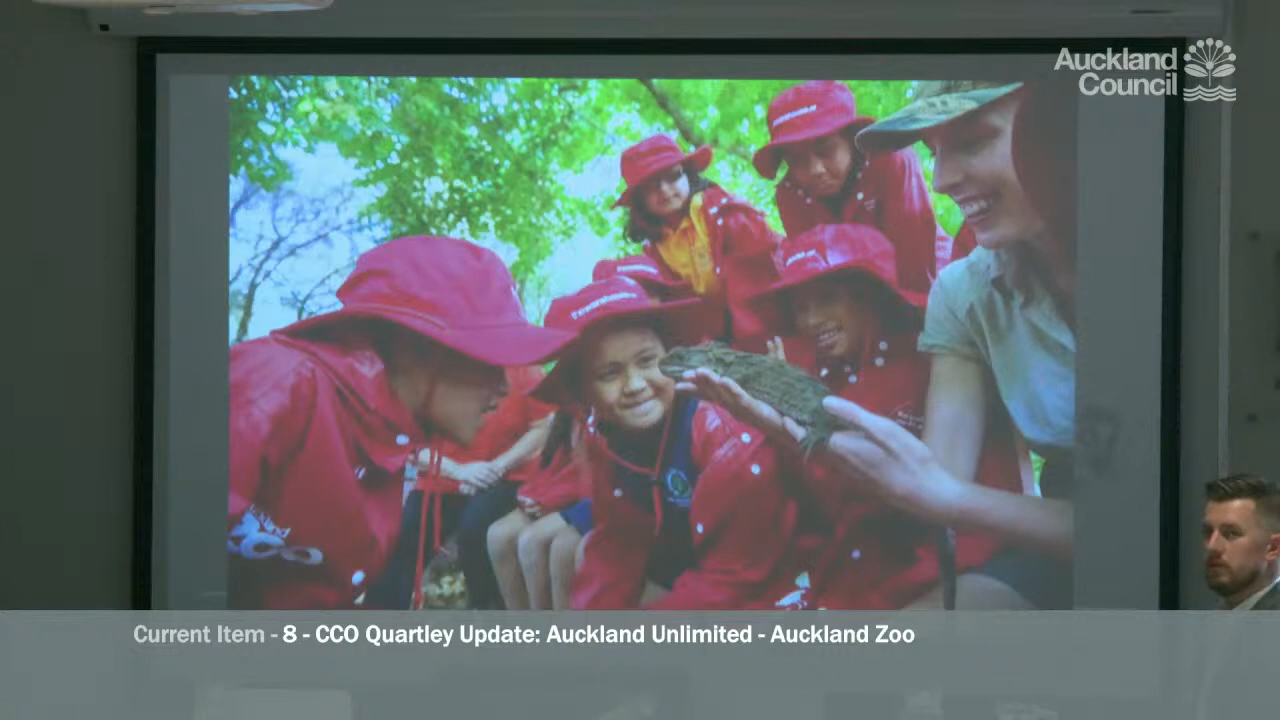 Auckland
Council
Current Item - 8 - CCO Quartley Update: Auckland Unlimited - Auckland Zoo